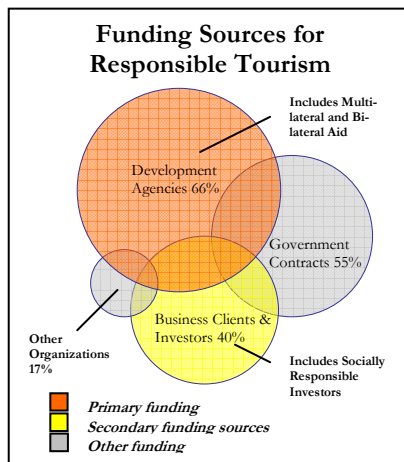 Funding Sources for
Responsible Tourism
Includes Multi-
lateral and Bi-
lateral Aid
Development
Agencies 66%
Government
Contracts 55%
Business Clients &
Investors 40%
Other
Organizations
17%
Includes Socially
Responsible
Investors
Primary funding
Secondary funding sources
Other funding